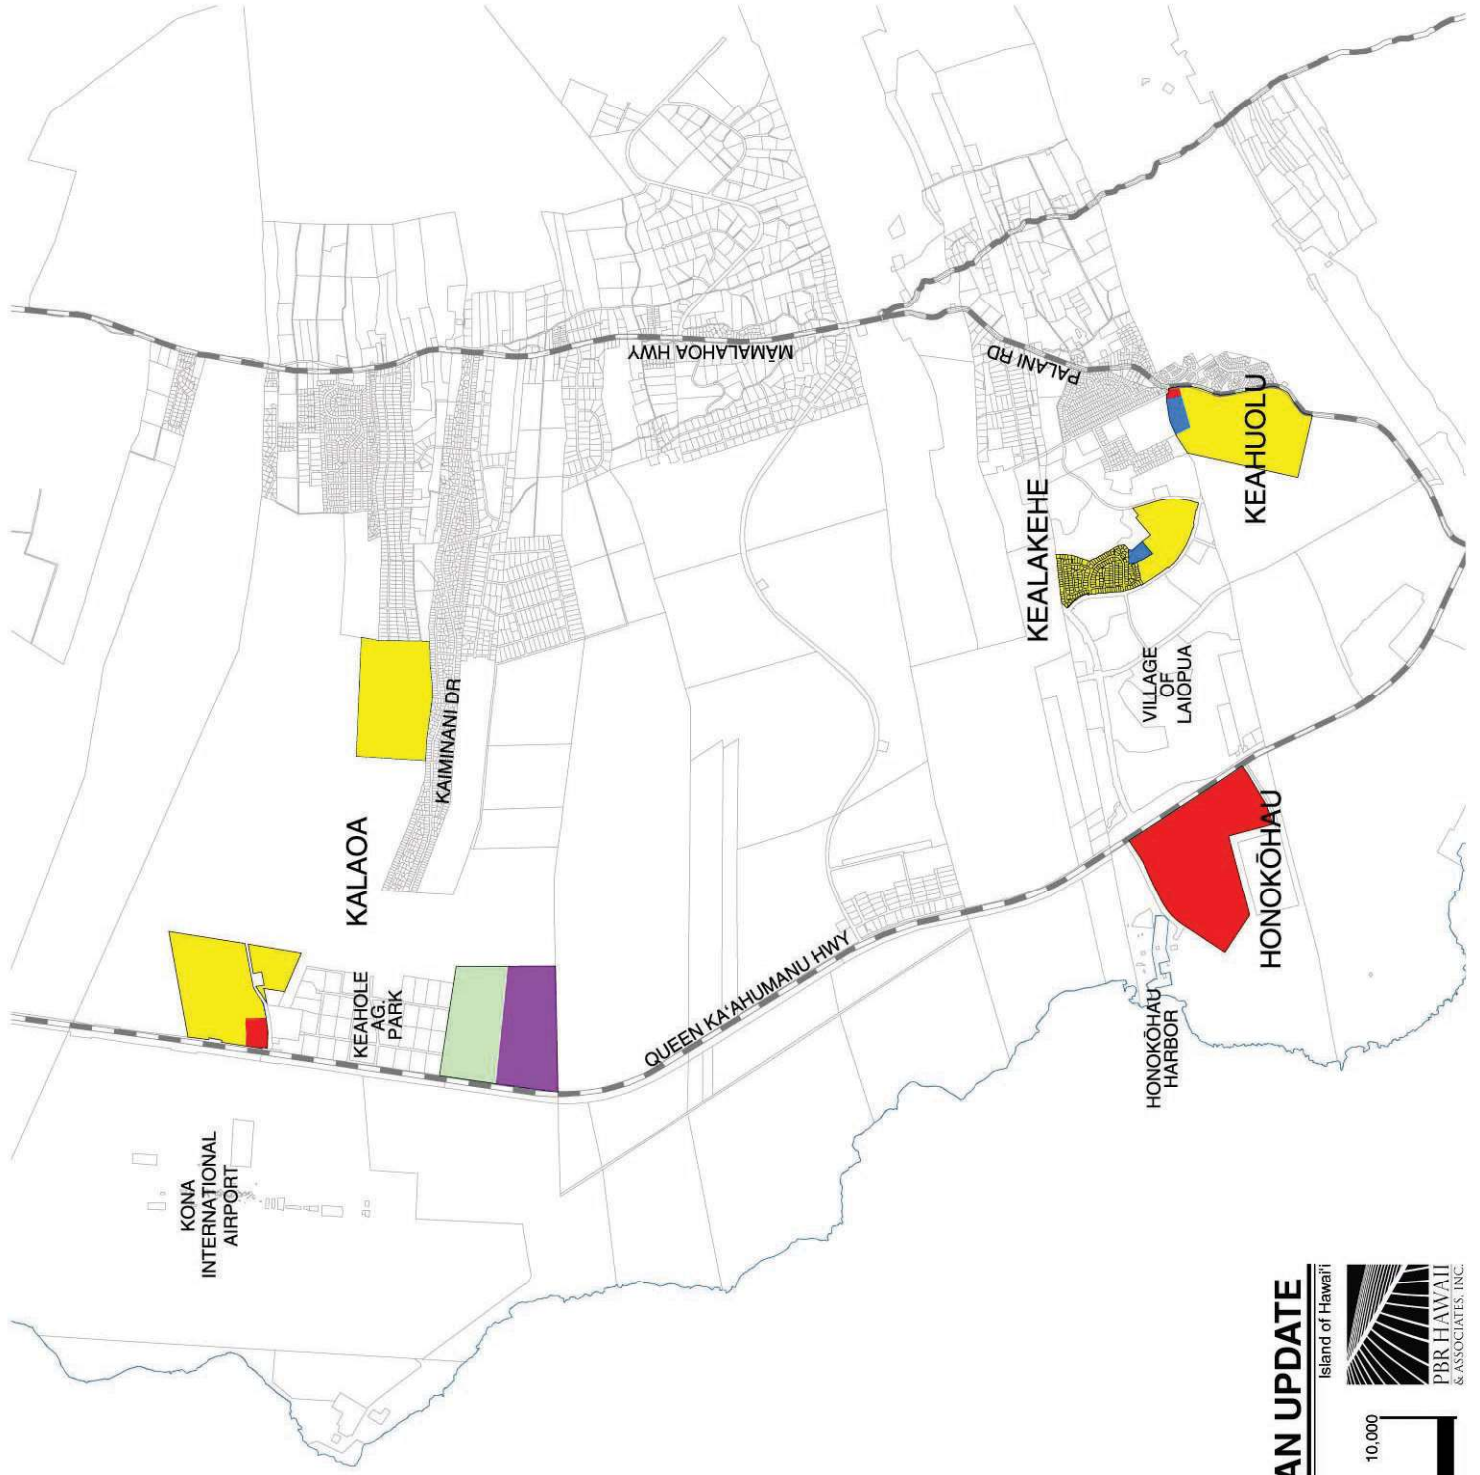 MĀMALAHOA HWY
PALANI RD
KEAHUOLU
KEALAKEHE
VILLAGE
OF
LAIOPUA
KAIMINANI DR
KALAOA
HONOKŌHAU
KEAHOLE
AG.
PARK
QUEEN KA'AHUMANU HWY
HONOKŌHAU
HARBOR
KONA
INTERNATIONAL
AIRPORT
AN UPDATE
Island of Hawai'i
PBR HAWAII
& ASSOCIATES, INC.
10,000